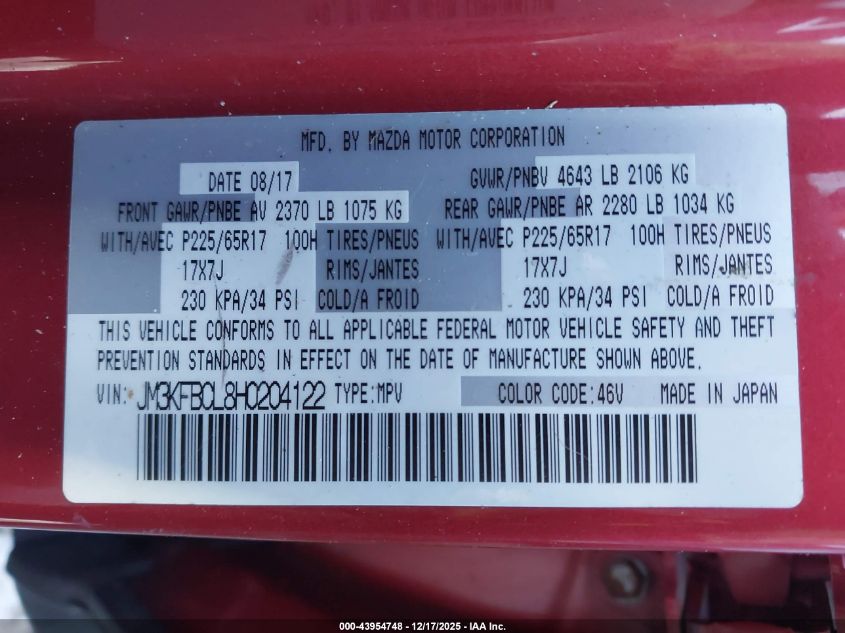 MFD. BY MAZDA MOTOR CORPORATION
DATE 08/17 GVWR/PNBV 4643 LB 2106 KG
FRONT GAWR/PNBE AV 2370 LB 1075 KG REAR GAWR/PNBE AR 2280 LB 1034 KG
WITH/AVEC P225/65R17 100H TIRES/PNEUS WITH/AVEC P225/65R17 100H TIRES/PNEUS
17X7J RIMS/JANTES 17X7J RIMS/JANTES
230 KPA/34 PSI COLD/A FROID 230 KPA/34 PSI COLD/A FROID
THIS VEHICLE CONFORMS TO ALL APPLICABLE FEDERAL MOTOR VEHICLE SAFETY AND THEFT
PREVENTION STANDARDS IN EFFECT ON THE DATE OF MANUFACTURE SHOWN ABOVE.
VIN: JM3KFBCL8H0204122 TYPE:MPV COLOR CODE:46V MADE IN JAPAN
000-43954748 - 12/17/2025 - IAA Inc.